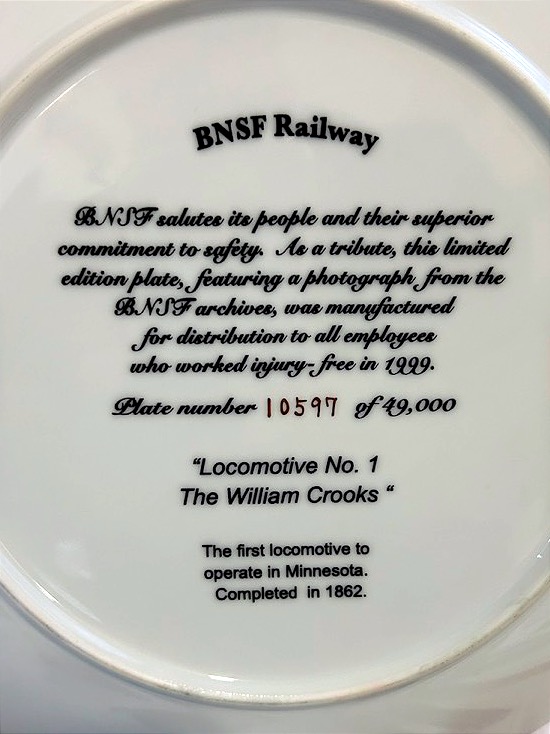 BNSF Railway
BNSF salutes its people and their superior
commitment to safety. As a tribute, this limited
edition plate, featuring a photograph from the
BNSF archives, was manufactured
for distribution to all employees
who worked injury-free in 1999.
Plate number 10597 of 49,000
“Locomotive No. 1
The William Crooks “
The first locomotive to
operate in Minnesota.
Completed in 1862.